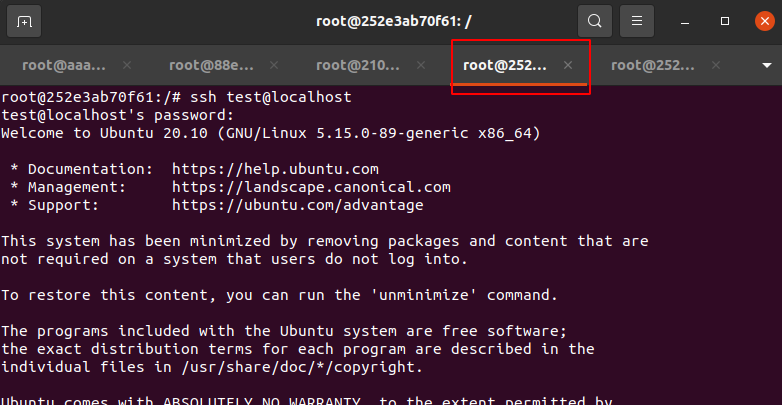 root@252e3ab70f61: /
root@aaa... root@88e... root@210... root@252... root@252...
root@252e3ab70f61:/# ssh test@localhost
test@localhost's password:
Welcome to Ubuntu 20.10 (GNU/Linux 5.15.0-89-generic x86_64)
* Documentation:  https://help.ubuntu.com
* Management:     https://landscape.canonical.com
* Support:        https://ubuntu.com/advantage
This system has been minimized by removing packages and content that are
not required on a system that users do not log into.
To restore this content, you can run the 'unminimize' command.
The programs included with the Ubuntu system are free software;
the exact distribution terms for each program are described in the
individual files in /usr/share/doc/*/copyright.
Ubuntu comes with ABSOLUTELY NO WARRANTY, to the extent permitted by